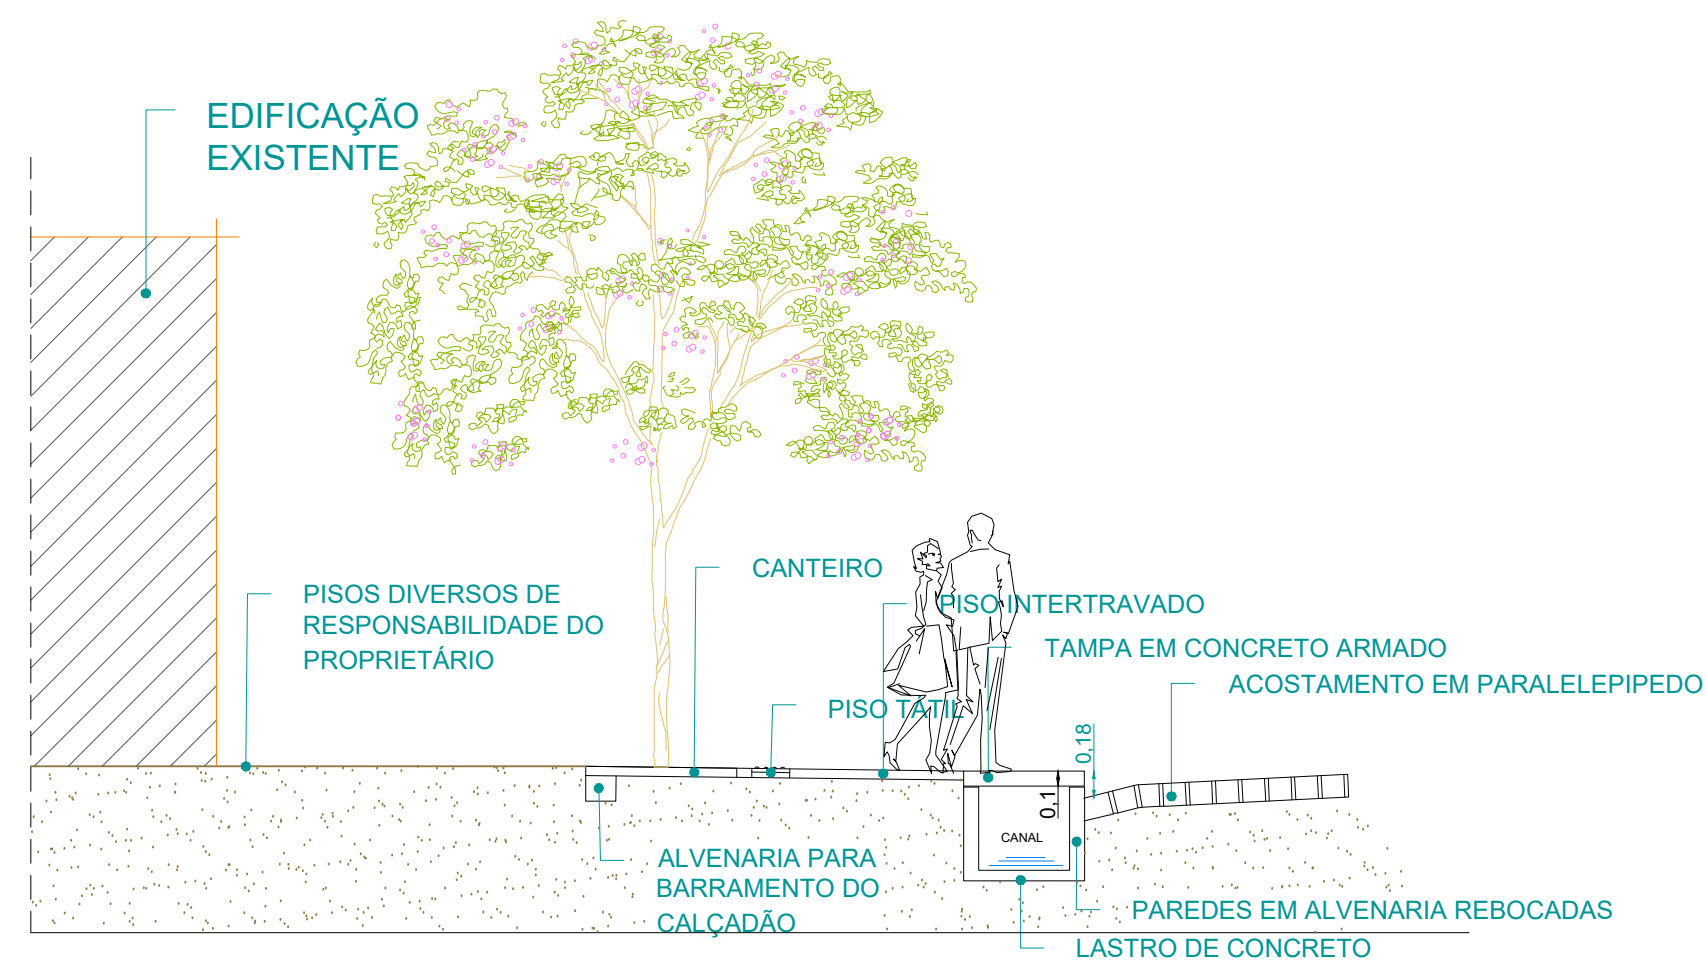 EDIFICAÇÃO
EXISTENTE
CANTEIRO
PISOS DIVERSOS DE
RESPONSABILIDADE DO
PROPRIETÁRIO
PISO INTERTRAVADO
TAMPA EM CONCRETO ARMADO
ACOSTAMENTO EM PARALELEPIPEDO
PISO TÁTIL
0,18
0,1
CANAL
ALVENARIA PARA
BARRAMENTO DO
CALÇADÃO
PAREDES EM ALVENARIA REBOCADAS
LASTRO DE CONCRETO